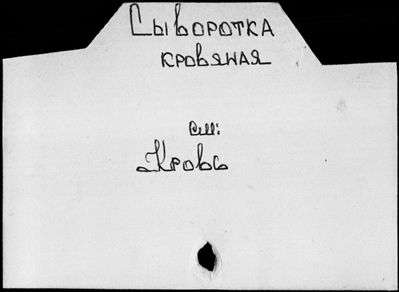 Сыворотка
кровяная
см:
Кровь